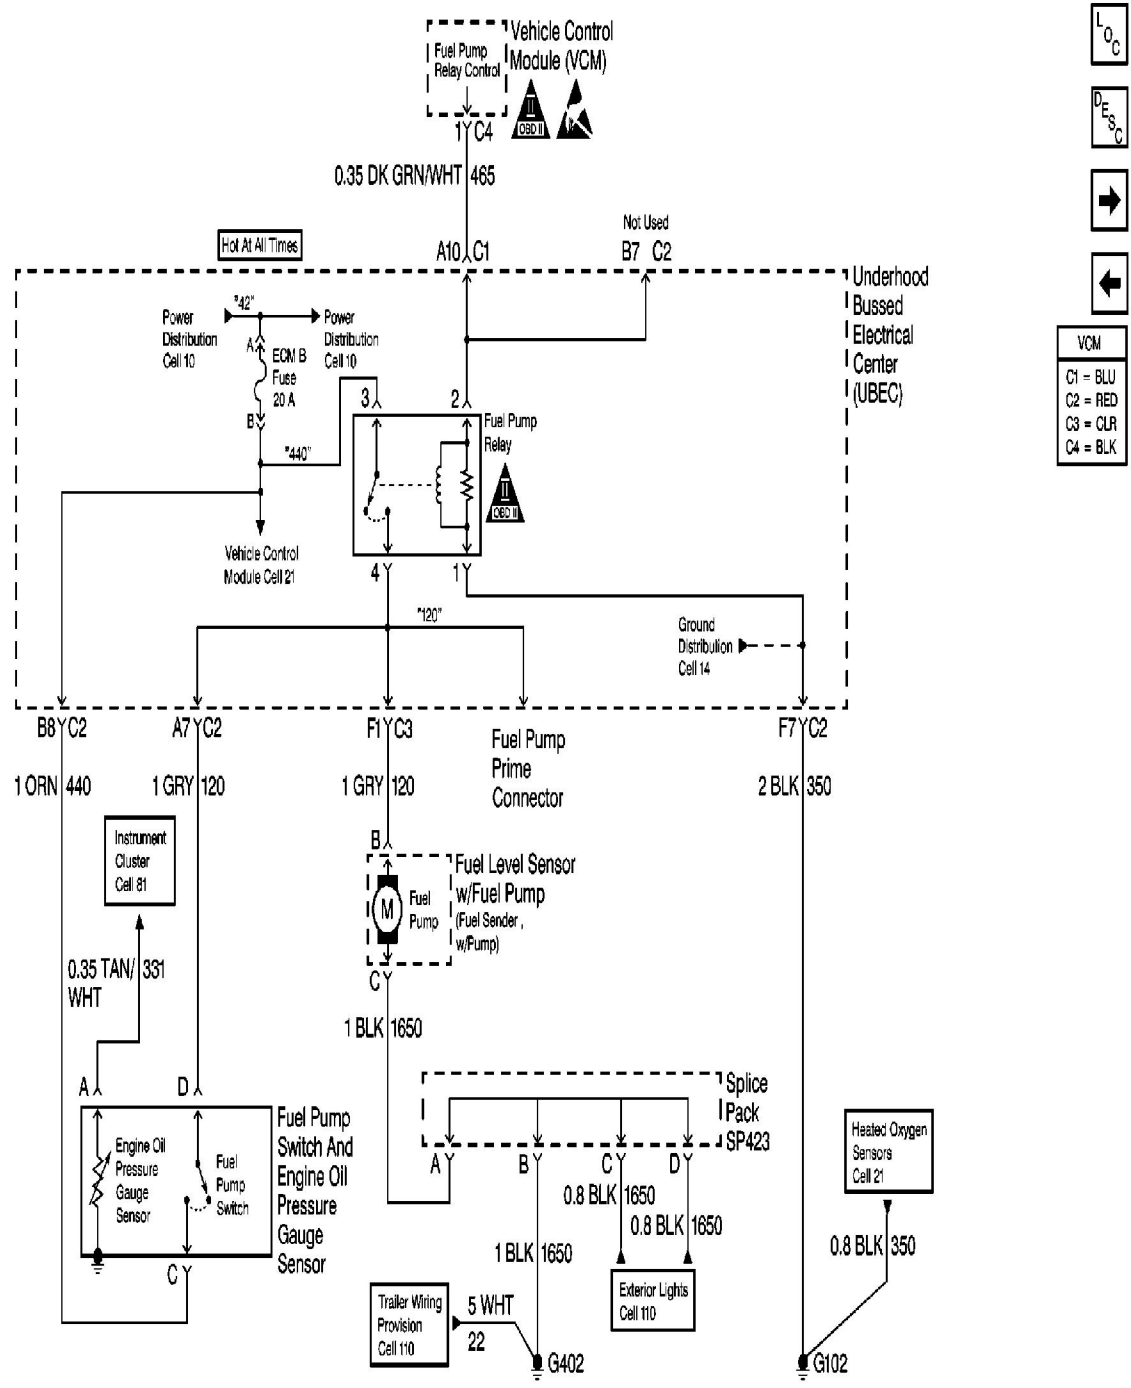 Fuel Pump
Relay Control
Vehicle Control
Module (VCM)
II
OBD II
1 C4
0.35 DK GRN/WHT 465
A10 C1
Not Used
B7 C2
Hot At All Times
L
O
C
D
E
S
C
VCM
C1 = BLU
C2 = RED
C3 = CLR
C4 = BLK
Underhood
Bussed
Electrical
Center
(UBEC)
Power
Distribution
Cell 10
"42"
Power
Distribution
Cell 10
A
ECM B
Fuse
20 A
B
"440"
3
2
Fuel Pump
Relay
II
OBD II
Vehicle Control
Module Cell 21
4
1
"120"
Ground
Distribution
Cell 14
B8 C2
A7 C2
F1 C3
Fuel Pump
Prime
Connector
F7 C2
1 ORN 440
1 GRY 120
1 GRY 120
2 BLK 350
Instrument
Cluster
Cell 81
B
M
Fuel
Pump
Fuel Level Sensor
w/Fuel Pump
(Fuel Sender ,
w/Pump)
C
0.35 TAN/ 331
WHT
1 BLK 1650
A
D
Engine Oil
Pressure
Gauge
Sensor
Fuel
Pump
Switch
Fuel Pump
Switch And
Engine Oil
Pressure
Gauge
Sensor
C
Splice
Pack
SP423
A
B
C
D
0.8 BLK 1650
0.8 BLK 1650
1 BLK 1650
Exterior Lights
Cell 110
Trailer Wiring
Provision
Cell 110
5 WHT
22
G402
Heated Oxygen
Sensors
Cell 21
0.8 BLK 350
G102